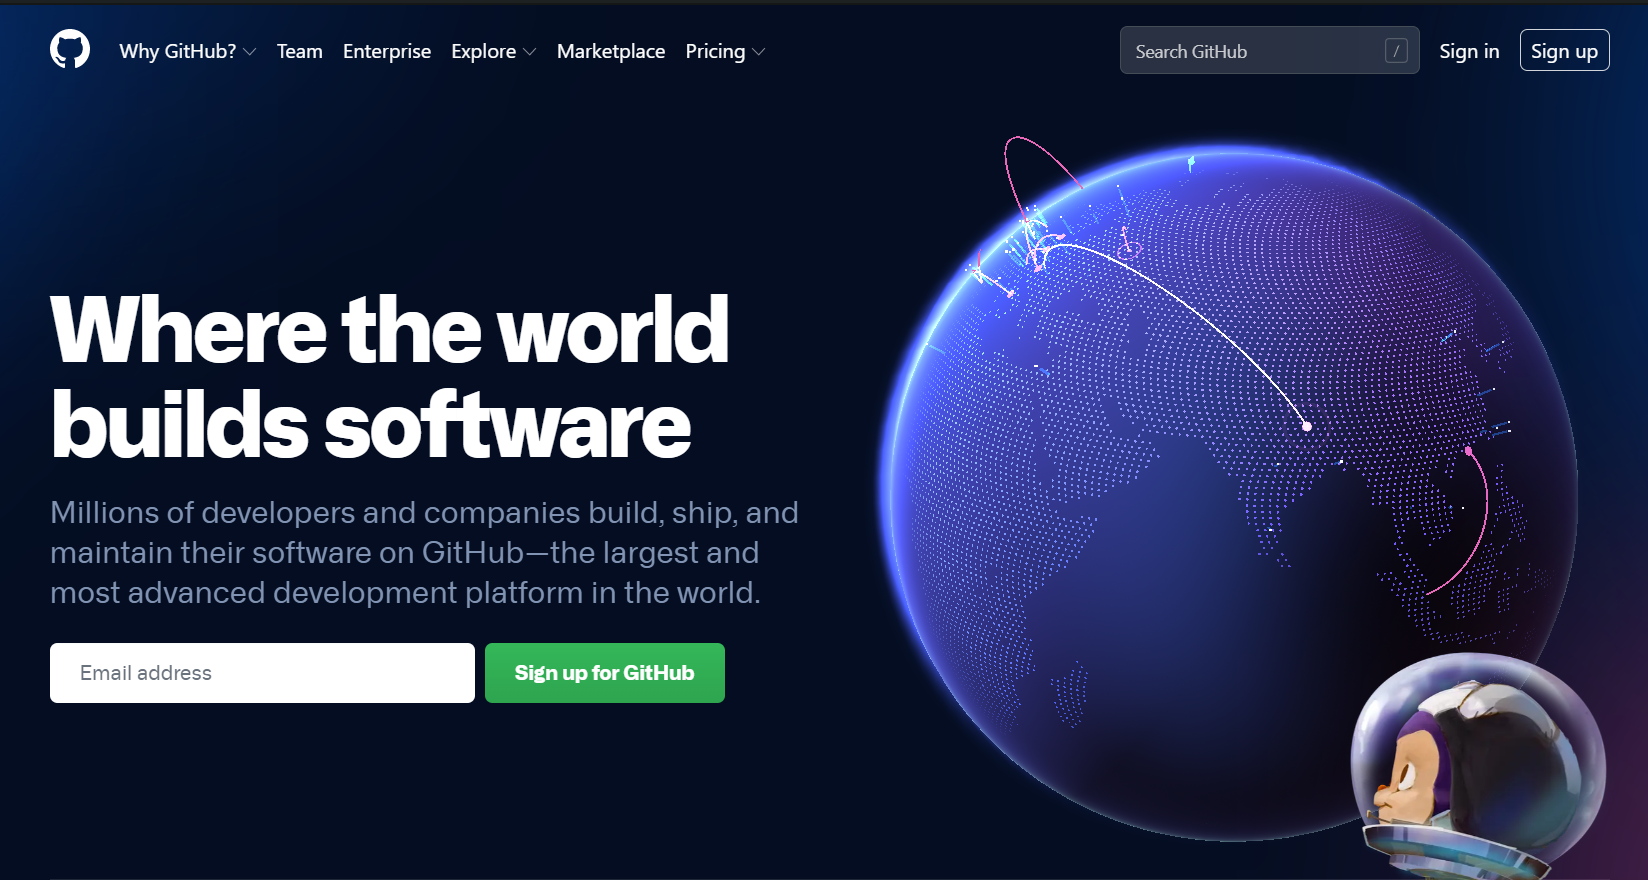 Why GitHub? Team Enterprise Explore Marketplace Pricing Search GitHub / Sign in Sign up
Where the world
builds software
Millions of developers and companies build, ship, and
maintain their software on GitHub—the largest and
most advanced development platform in the world.
Email address Sign up for GitHub